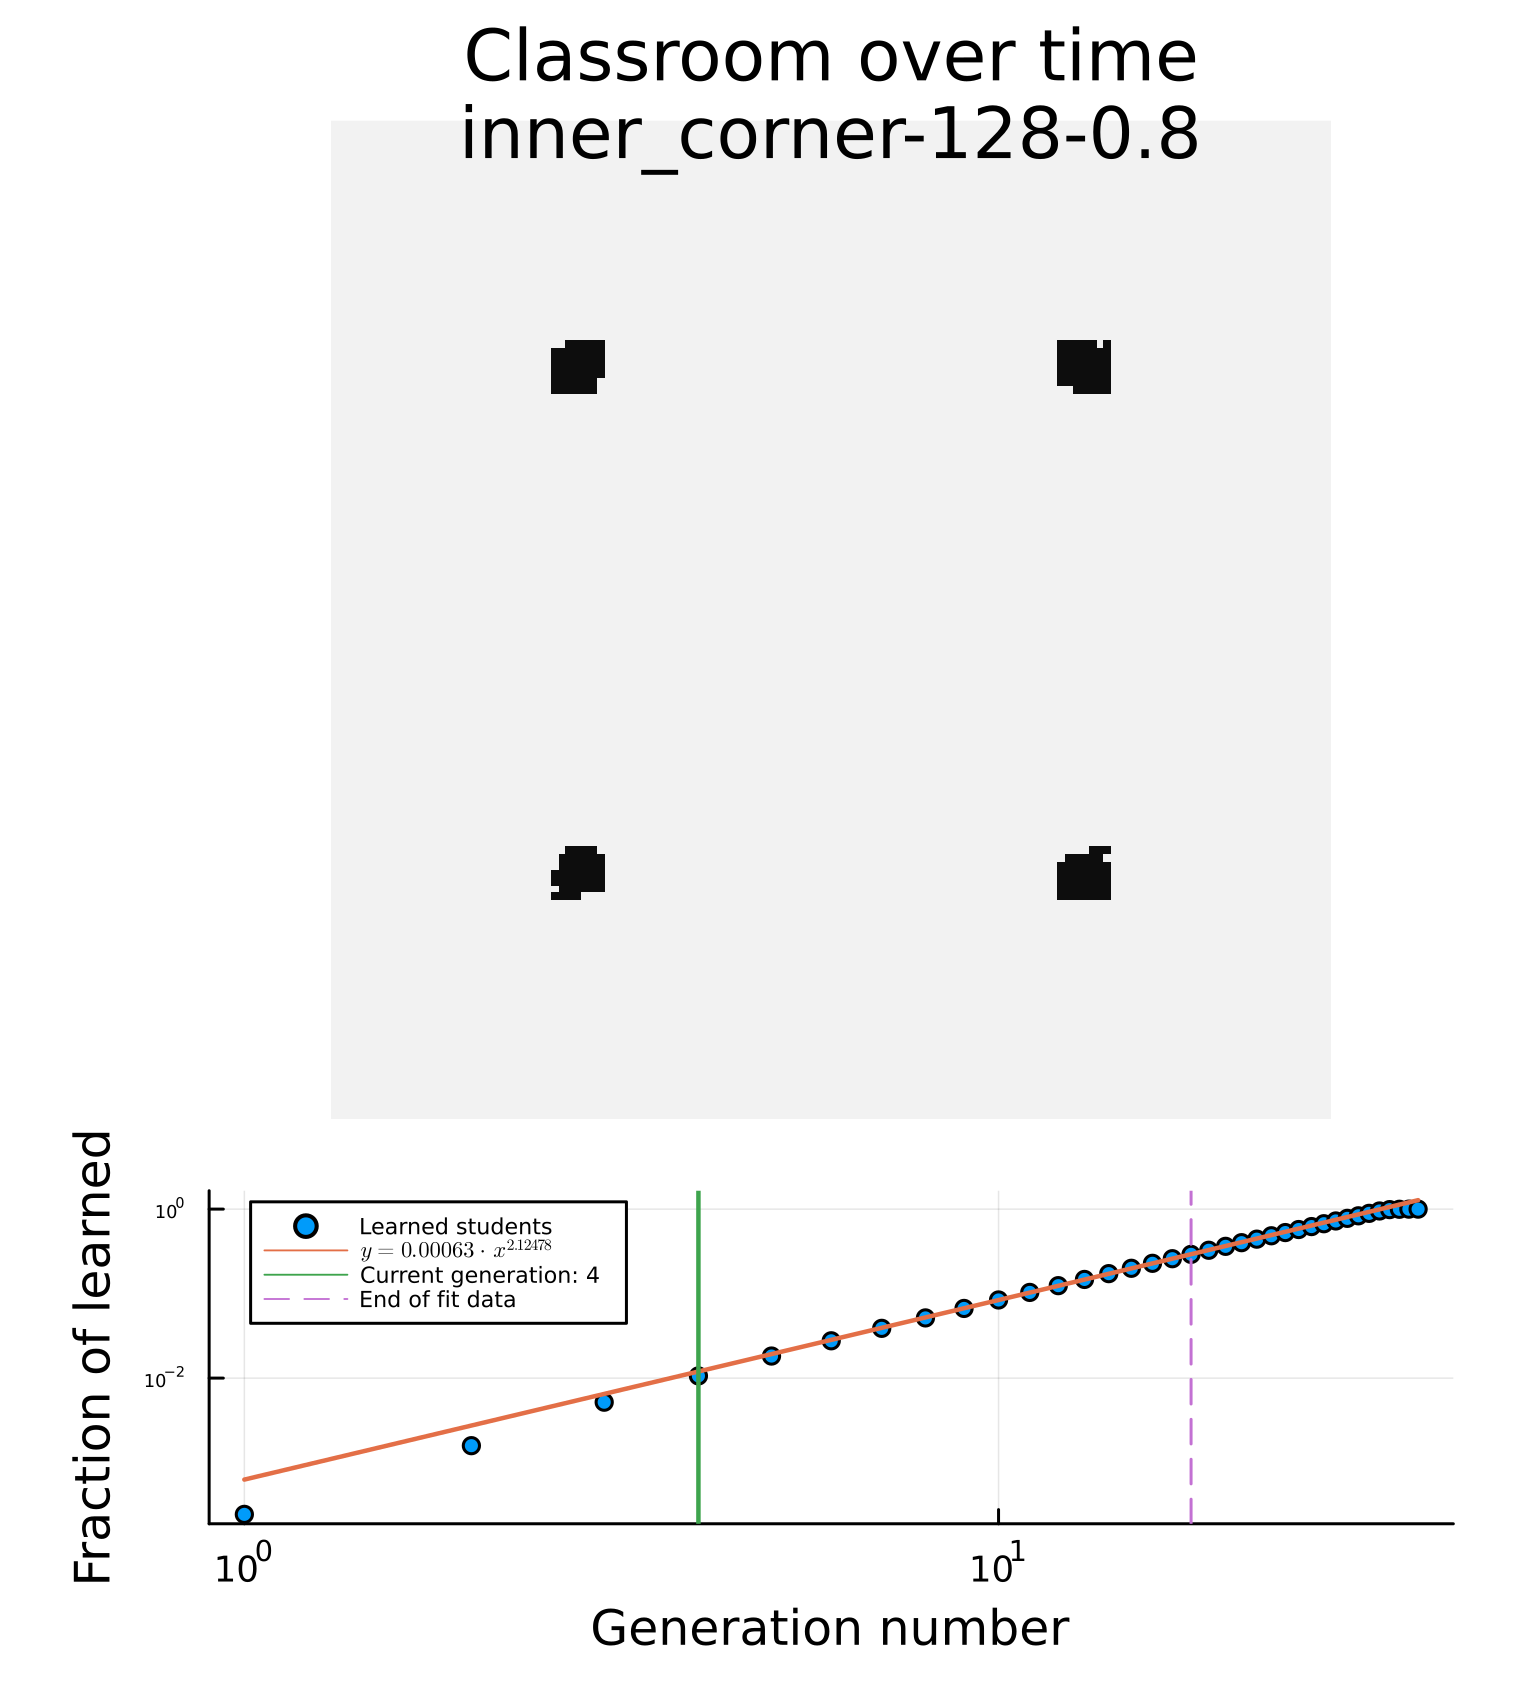 Classroom over time
inner_corner-128-0.8
Fraction of learned
10^0
10^−2
Learned students
y = 0.00063 · x^2.12478
Current generation: 4
End of fit data
10^0
10^1
Generation number